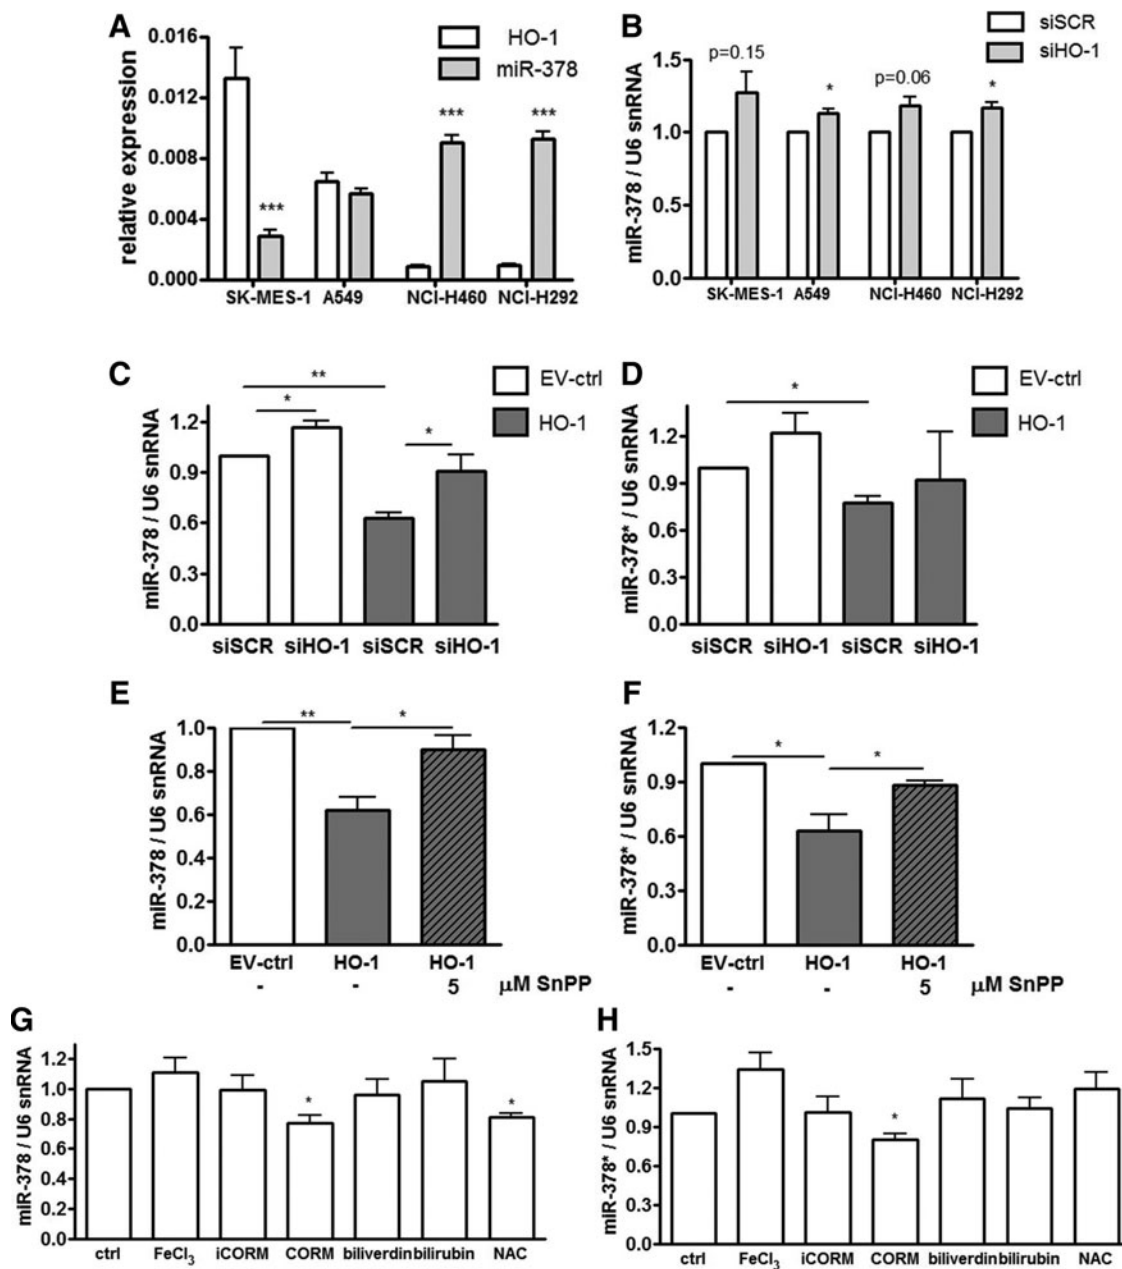 A
HO-1
miR-378
relative expression
0.016
0.012
0.008
0.004
0.000
***
***
***
SK-MES-1 A549 NCI-H460 NCI-H292
B
siSCR
siHO-1
miR-378 / U6 snRNA
1.5
1.0
0.5
0.0
p=0.15
*
p=0.06
*
SK-MES-1 A549 NCI-H460 NCI-H292
C
EV-ctrl
HO-1
miR-378 / U6 snRNA
1.2
0.9
0.6
0.3
0.0
**
*
*
siSCR siHO-1 siSCR siHO-1
D
EV-ctrl
HO-1
miR-378* / U6 snRNA
1.2
0.9
0.6
0.3
0.0
*
siSCR siHO-1 siSCR siHO-1
E
miR-378 / U6 snRNA
1.0
0.8
0.6
0.4
0.2
0.0
**
*
EV-ctrl HO-1 HO-1
- - 5 μM SnPP
F
miR-378* / U6 snRNA
1.2
0.9
0.6
0.3
0.0
*
*
EV-ctrl HO-1 HO-1
- - 5 μM SnPP
G
miR-378 / U6 snRNA
1.2
1.0
0.8
0.6
0.4
0.2
0.0
*
*
ctrl FeCl₃ iCORM CORM biliverdin bilirubin NAC
H
miR-378* / U6 snRNA
1.5
1.2
0.9
0.6
0.3
0.0
*
ctrl FeCl₃ iCORM CORM biliverdin bilirubin NAC